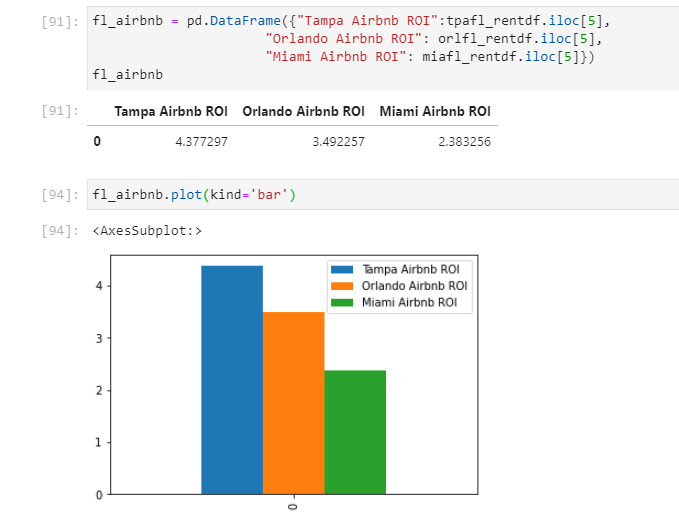 [91]: fl_airbnb = pd.DataFrame({"Tampa Airbnb ROI":tpafl_rentdf.iloc[5],
"Orlando Airbnb ROI": orlfl_rentdf.iloc[5],
"Miami Airbnb ROI": miafl_rentdf.iloc[5]})
fl_airbnb
[91]: Tampa Airbnb ROI Orlando Airbnb ROI Miami Airbnb ROI
0 4.377297 3.492257 2.383256
[94]: fl_airbnb.plot(kind='bar')
[94]: <AxesSubplot:>
Tampa Airbnb ROI
Orlando Airbnb ROI
Miami Airbnb ROI
4
3
2
1
0
0